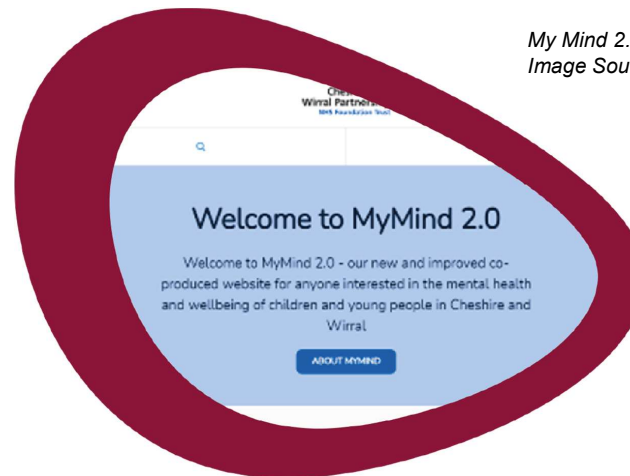 My Mind 2.
Image Sou
Wirral Partners
NHS Foundation Trust
Welcome to MyMind 2.0
Welcome to MyMind 2.0 - our new and improved co-
produced website for anyone interested in the mental health
and wellbeing of children and young people in Cheshire and
Wirral
ABOUT MYMIND